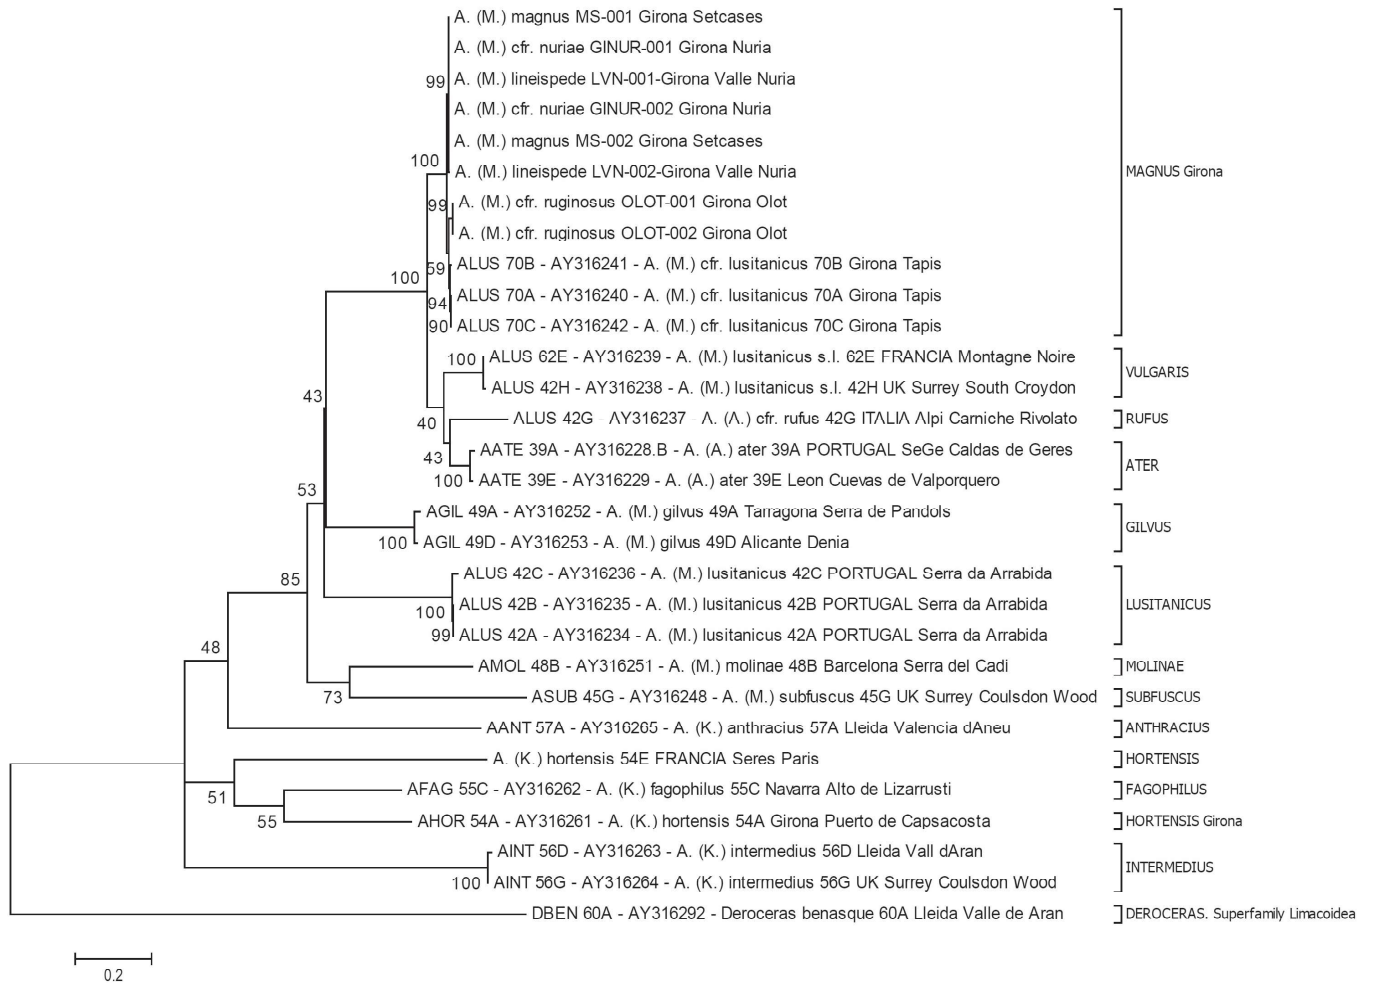 A. (M.) magnus MS-001 Girona Setcases
A. (M.) cfr. nuriae GINUR-001 Girona Nuria
99
A. (M.) lineispede LVN-001-Girona Valle Nuria
A. (M.) cfr. nuriae GINUR-002 Girona Nuria
A. (M.) magnus MS-002 Girona Setcases
100
A. (M.) lineispede LVN-002-Girona Valle Nuria
MAGNUS Girona
99
A. (M.) cfr. ruginosus OLOT-001 Girona Olot
A. (M.) cfr. ruginosus OLOT-002 Girona Olot
59
ALUS 70B - AY316241 - A. (M.) cfr. lusitanicus 70B Girona Tapis
100
94
ALUS 70A - AY316240 - A. (M.) cfr. lusitanicus 70A Girona Tapis
90
ALUS 70C - AY316242 - A. (M.) cfr. lusitanicus 70C Girona Tapis
100
ALUS 62E - AY316239 - A. (M.) lusitanicus s.l. 62E FRANCIA Montagne Noire
VULGARIS
ALUS 42H - AY316238 - A. (M.) lusitanicus s.l. 42H UK Surrey South Croydon
43
40
ALUS 42G - AY316237 - A. (A.) cfr. rufus 42G ITALIA Alpi Carniche Rivolato
RUFUS
AATE 39A - AY316228.B - A. (A.) ater 39A PORTUGAL SeGe Caldas de Geres
43
ATER
100
AATE 39E - AY316229 - A. (A.) ater 39E Leon Cuevas de Valporquero
53
AGIL 49A - AY316252 - A. (M.) gilvus 49A Tarragona Serra de Pandols
GILVUS
100
AGIL 49D - AY316253 - A. (M.) gilvus 49D Alicante Denia
85
ALUS 42C - AY316236 - A. (M.) lusitanicus 42C PORTUGAL Serra da Arrabida
100
ALUS 42B - AY316235 - A. (M.) lusitanicus 42B PORTUGAL Serra da Arrabida
LUSITANICUS
99
ALUS 42A - AY316234 - A. (M.) lusitanicus 42A PORTUGAL Serra da Arrabida
48
AMOL 48B - AY316251 - A. (M.) molinae 48B Barcelona Serra del Cadi
MOLINAE
73
ASUB 45G - AY316248 - A. (M.) subfuscus 45G UK Surrey Coulsdon Wood
SUBFUSCUS
AANT 57A - AY316265 - A. (K.) anthracius 57A Lleida Valencia dAneu
ANTHRACIUS
A. (K.) hortensis 54E FRANCIA Seres Paris
HORTENSIS
51
AFAG 55C - AY316262 - A. (K.) fagophilus 55C Navarra Alto de Lizarrusti
FAGOPHILUS
55
AHOR 54A - AY316261 - A. (K.) hortensis 54A Girona Puerto de Capsacosta
HORTENSIS Girona
AINT 56D - AY316263 - A. (K.) intermedius 56D Lleida Vall dAran
INTERMEDIUS
100
AINT 56G - AY316264 - A. (K.) intermedius 56G UK Surrey Coulsdon Wood
DBEN 60A - AY316292 - Deroceras benasque 60A Lleida Valle de Aran
DEROCERAS. Superfamily Limacoidea
0.2